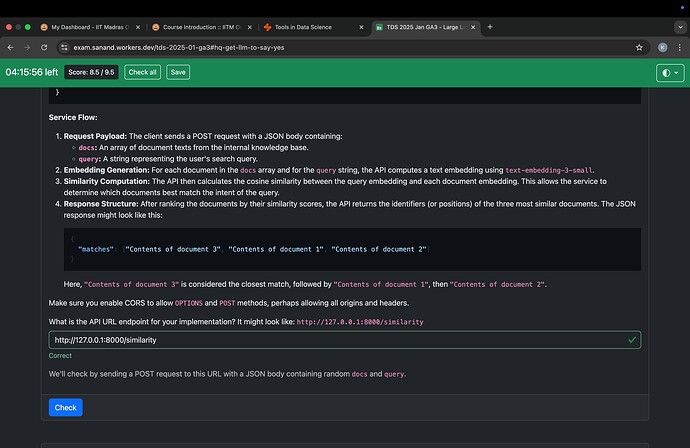 My Dashboard - IIT Madras O
Course Introduction :: IITM O
Tools in Data Science
TDS 2025 Jan GA3 - Large La
exam.sanand.workers.dev/tds-2025-01-ga3#hq-get-llm-to-say-yes
K
04:15:56 left
Score: 8.5 / 9.5
Check all
Save
}
Service Flow:
1. Request Payload: The client sends a POST request with a JSON body containing:
docs: An array of document texts from the internal knowledge base.
query: A string representing the user's search query.
2. Embedding Generation: For each document in the docs array and for the query string, the API computes a text embedding using text-embedding-3-small.
3. Similarity Computation: The API then calculates the cosine similarity between the query embedding and each document embedding. This allows the service to
determine which documents best match the intent of the query.
4. Response Structure: After ranking the documents by their similarity scores, the API returns the identifiers (or positions) of the three most similar documents. The JSON
response might look like this:
{
"matches": ["Contents of document 3", "Contents of document 1", "Contents of document 2"]
}
Here, "Contents of document 3" is considered the closest match, followed by "Contents of document 1", then "Contents of document 2".
Make sure you enable CORS to allow OPTIONS and POST methods, perhaps allowing all origins and headers.
What is the API URL endpoint for your implementation? It might look like: http://127.0.0.1:8000/similarity
http://127.0.0.1:8000/similarity
Correct
We'll check by sending a POST request to this URL with a JSON body containing random docs and query.
Check